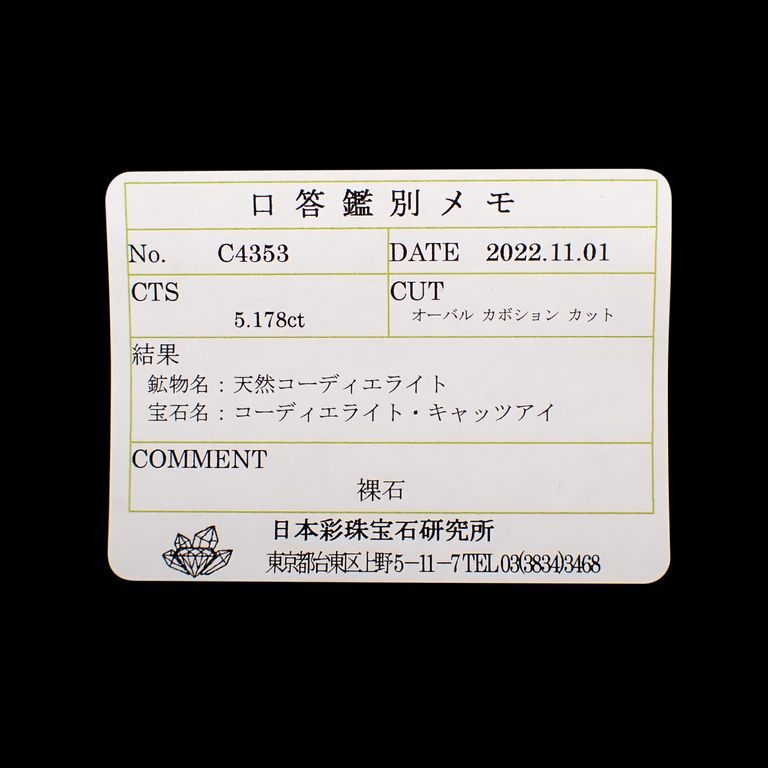 口答鑑別メモ
No. C4353 DATE 2022.11.01
CTS CUT
5.178ct オーバル カボション カット
結果
鉱物名：天然コーディエライト
宝石名：コーディエライト・キャッツアイ
COMMENT
裸石
日本彩珠宝石研究所
東京都台東区上野5－11－7 TEL 03(3834)3468